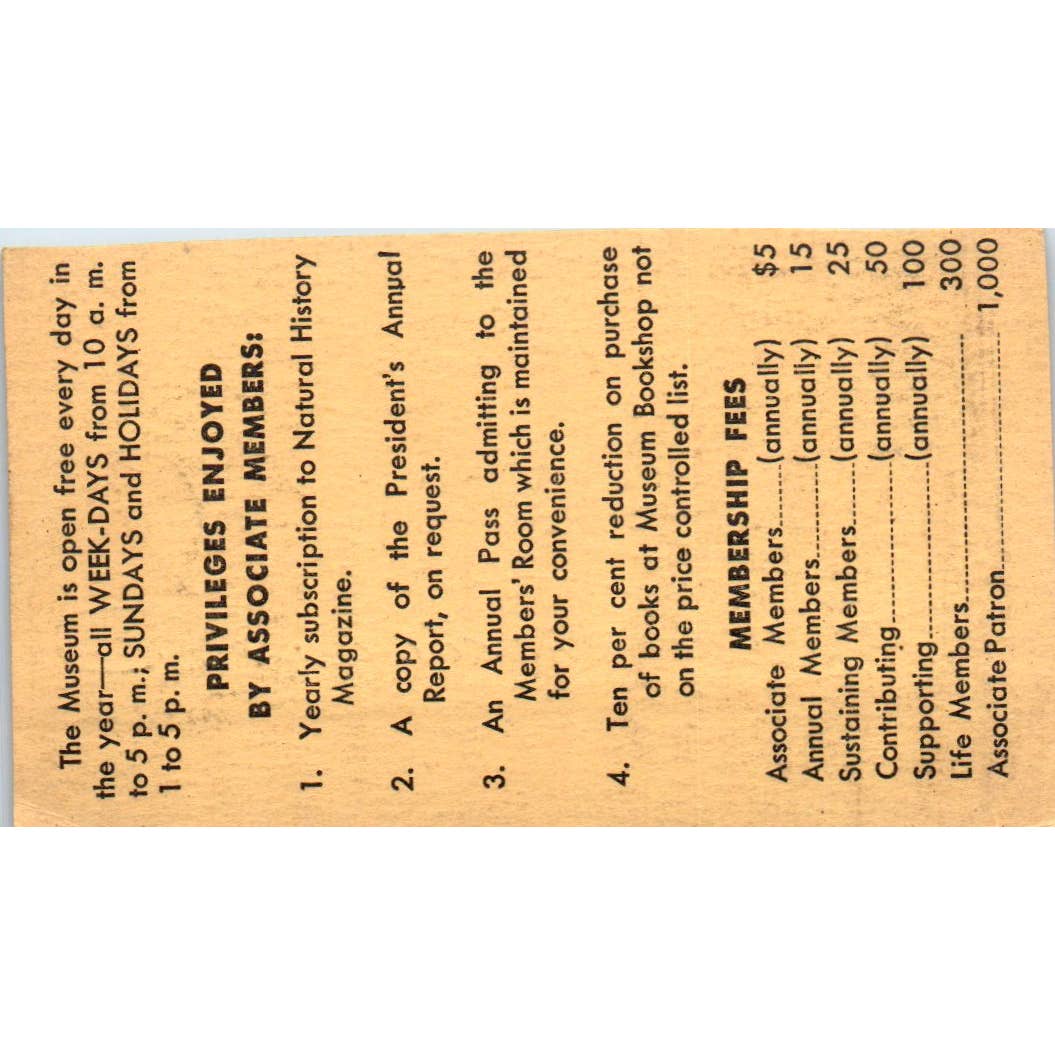 The Museum is open free every day in
the year—all WEEK-DAYS from 10 a. m.
to 5 p. m.; SUNDAYS and HOLIDAYS from
1 to 5 p. m.
PRIVILEGES ENJOYED
BY ASSOCIATE MEMBERS:
1. Yearly subscription to Natural History
Magazine.
2. A copy of the President's Annual
Report, on request.
3. An Annual Pass admitting to the
Members' Room which is maintained
for your convenience.
4. Ten per cent reduction on purchase
of books at Museum Bookshop not
on the price controlled list.
MEMBERSHIP FEES
Associate Members......(annually) $5
Annual Members.........(annually) 15
Sustaining Members.....(annually) 25
Contributing...........(annually) 50
Supporting.............(annually) 100
Life Members...................... 300
Associate Patron.................. 1,000